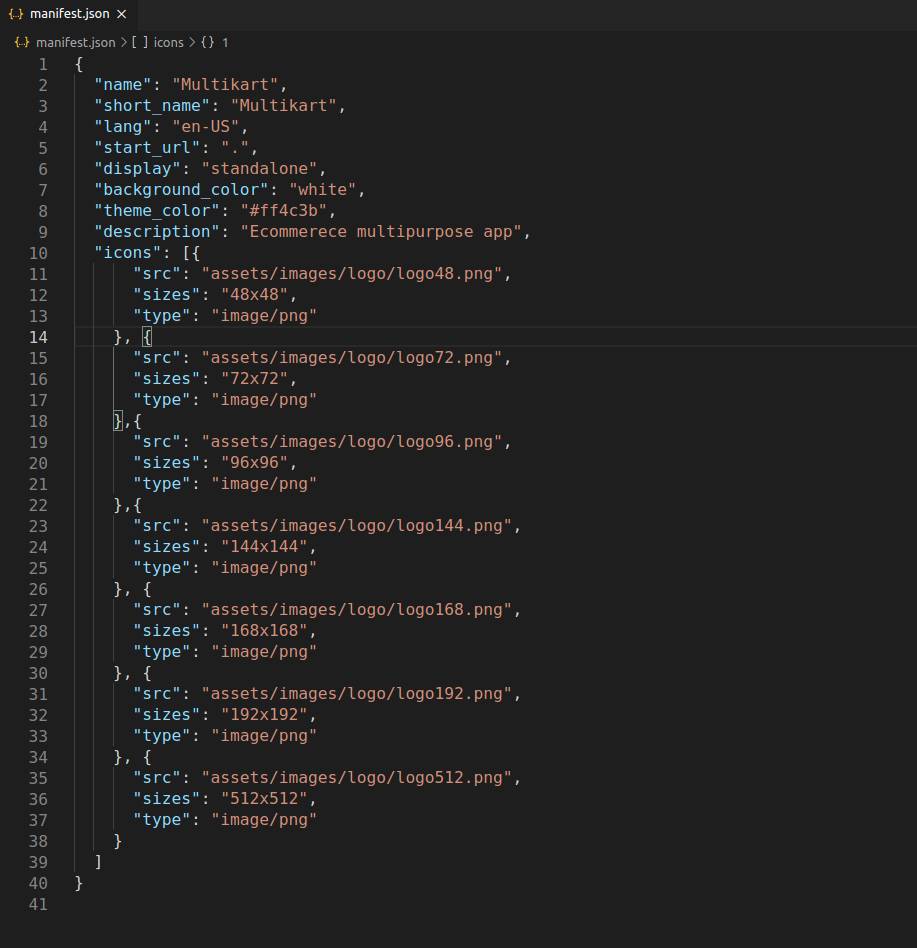 manifest.json
manifest.json > [ ] icons > {} 1
1 {
2   "name": "Multikart",
3   "short_name": "Multikart",
4   "lang": "en-US",
5   "start_url": ".",
6   "display": "standalone",
7   "background_color": "white",
8   "theme_color": "#ff4c3b",
9   "description": "Ecommerece multipurpose app",
10   "icons": [{
11       "src": "assets/images/logo/logo48.png",
12       "sizes": "48x48",
13       "type": "image/png"
14     }, {
15       "src": "assets/images/logo/logo72.png",
16       "sizes": "72x72",
17       "type": "image/png"
18     },{
19       "src": "assets/images/logo/logo96.png",
20       "sizes": "96x96",
21       "type": "image/png"
22     },{
23       "src": "assets/images/logo/logo144.png",
24       "sizes": "144x144",
25       "type": "image/png"
26     }, {
27       "src": "assets/images/logo/logo168.png",
28       "sizes": "168x168",
29       "type": "image/png"
30     }, {
31       "src": "assets/images/logo/logo192.png",
32       "sizes": "192x192",
33       "type": "image/png"
34     }, {
35       "src": "assets/images/logo/logo512.png",
36       "sizes": "512x512",
37       "type": "image/png"
38     }
39   ]
40 }
41